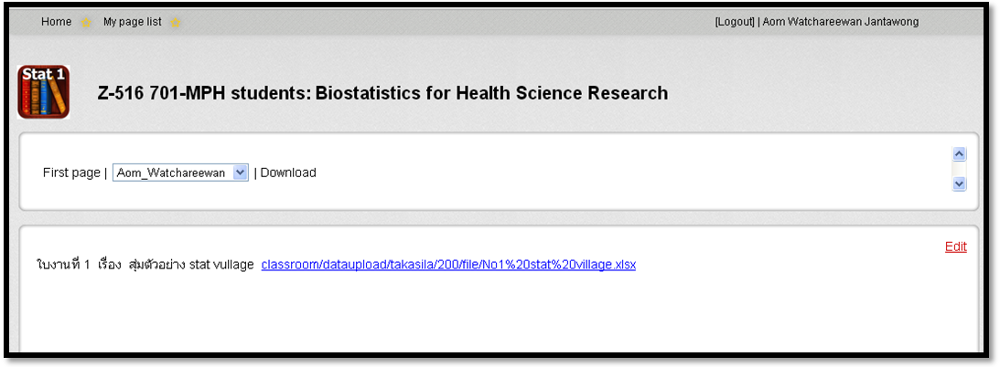 Home My page list [Logout] | Aom Watchareewan Jantawong
Stat 1
Z-516 701-MPH students: Biostatistics for Health Science Research
First page | Aom_Watchareewan | Download
Edit
ใบงานที่ 1 เรื่อง สุ่มตัวอย่าง stat vullage classroom/dataupload/takasila/200/file/No1%20stat%20village.xlsx